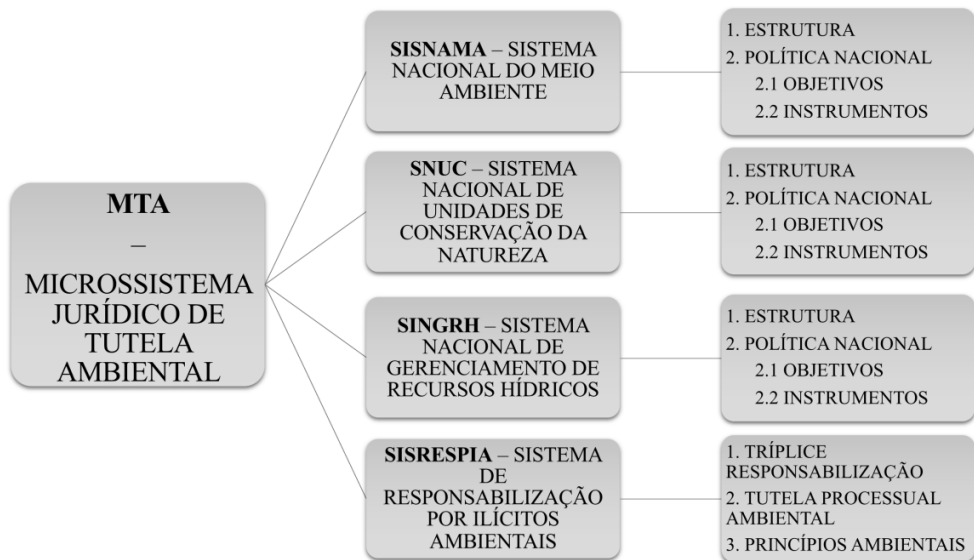 MTA
–
MICROSSISTEMA
JURÍDICO DE
TUTELA
AMBIENTAL
SISNAMA – SISTEMA
NACIONAL DO MEIO
AMBIENTE
1. ESTRUTURA
2. POLÍTICA NACIONAL
2.1 OBJETIVOS
2.2 INSTRUMENTOS
SNUC – SISTEMA
NACIONAL DE
UNIDADES DE
CONSERVAÇÃO DA
NATUREZA
1. ESTRUTURA
2. POLÍTICA NACIONAL
2.1 OBJETIVOS
2.2 INSTRUMENTOS
SINGRH – SISTEMA
NACIONAL DE
GERENCIAMENTO DE
RECURSOS HÍDRICOS
1. ESTRUTURA
2. POLÍTICA NACIONAL
2.1 OBJETIVOS
2.2 INSTRUMENTOS
SISRESPIA – SISTEMA
DE
RESPONSABILIZAÇÃO
POR ILÍCITOS
AMBIENTAIS
1. TRÍPLICE
RESPONSABILIZAÇÃO
2. TUTELA PROCESSUAL
AMBIENTAL
3. PRINCÍPIOS AMBIENTAIS